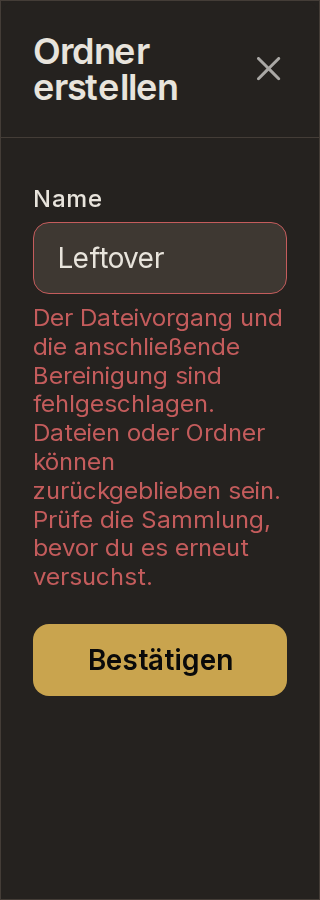 Ordner
erstellen
Name
Leftover
Der Dateivorgang und
die anschließende
Bereinigung sind
fehlgeschlagen.
Dateien oder Ordner
können
zurückgeblieben sein.
Prüfe die Sammlung,
bevor du es erneut
versuchst.
Bestätigen